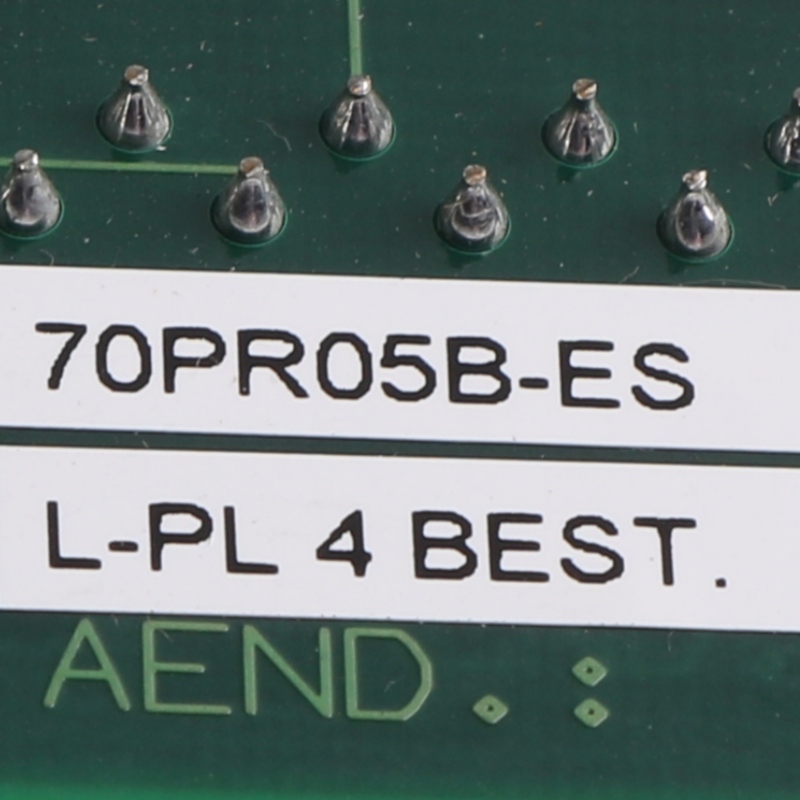 70PR05B-ES
L-PL 4 BEST.
AEND.: